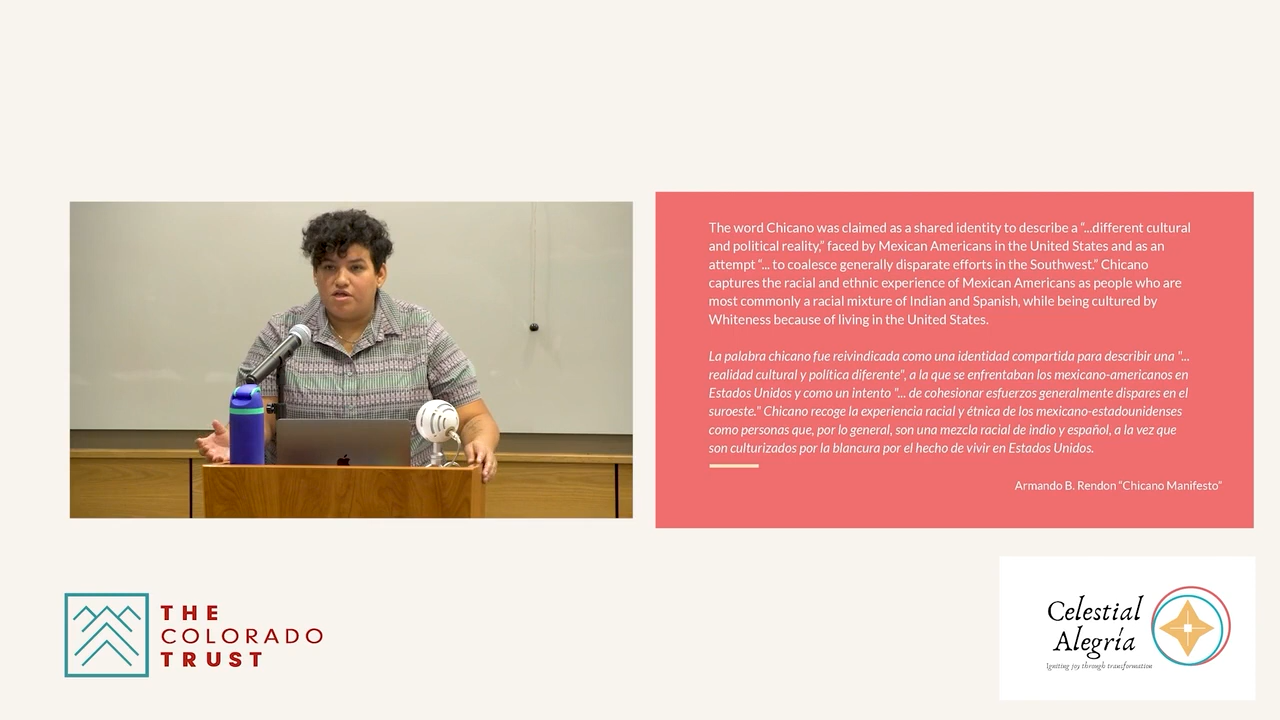 The word Chicano was claimed as a shared identity to describe a “...different cultural
and political reality,” faced by Mexican Americans in the United States and as an
attempt “... to coalesce generally disparate efforts in the Southwest.” Chicano
captures the racial and ethnic experience of Mexican Americans as people who are
most commonly a racial mixture of Indian and Spanish, while being cultured by
Whiteness because of living in the United States.
La palabra chicano fue reivindicada como una identidad compartida para describir una "...
realidad cultural y política diferente", a la que se enfrentaban los mexicano-americanos en
Estados Unidos y como un intento "... de cohesionar esfuerzos generalmente dispares en el
suroeste." Chicano recoge la experiencia racial y étnica de los mexicano-estadounidenses
como personas que, por lo general, son una mezcla racial de indio y español, a la vez que
son culturizados por la blancura por el hecho de vivir en Estados Unidos.
Armando B. Rendon “Chicano Manifesto”
THE
COLORADO
TRUST
Celestial
Alegría
Igniting joy through transformation